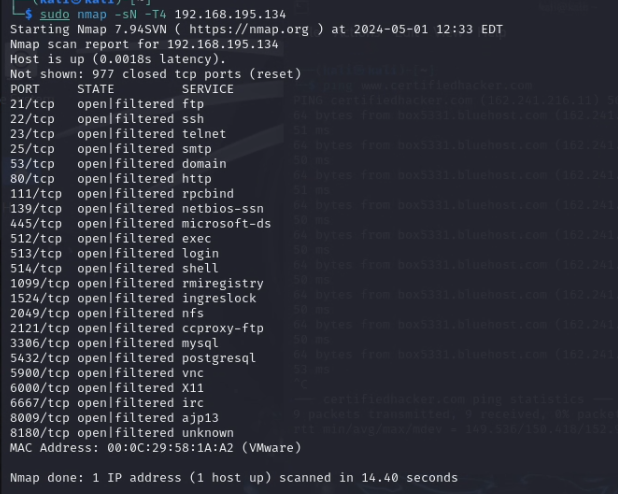 (kali㉿kali)-[~]
└─$ sudo nmap -sN -T4 192.168.195.134
Starting Nmap 7.94SVN ( https://nmap.org ) at 2024-05-01 12:33 EDT
Nmap scan report for 192.168.195.134
Host is up (0.0018s latency).
Not shown: 977 closed tcp ports (reset)
PORT     STATE         SERVICE
21/tcp   open|filtered ftp
22/tcp   open|filtered ssh
23/tcp   open|filtered telnet
25/tcp   open|filtered smtp
53/tcp   open|filtered domain
80/tcp   open|filtered http
111/tcp  open|filtered rpcbind
139/tcp  open|filtered netbios-ssn
445/tcp  open|filtered microsoft-ds
512/tcp  open|filtered exec
513/tcp  open|filtered login
514/tcp  open|filtered shell
1099/tcp open|filtered rmiregistry
1524/tcp open|filtered ingreslock
2049/tcp open|filtered nfs
2121/tcp open|filtered ccproxy-ftp
3306/tcp open|filtered mysql
5432/tcp open|filtered postgresql
5900/tcp open|filtered vnc
6000/tcp open|filtered X11
6667/tcp open|filtered irc
8009/tcp open|filtered ajp13
8180/tcp open|filtered unknown
MAC Address: 00:0C:29:58:1A:A2 (VMware)
Nmap done: 1 IP address (1 host up) scanned in 14.40 seconds